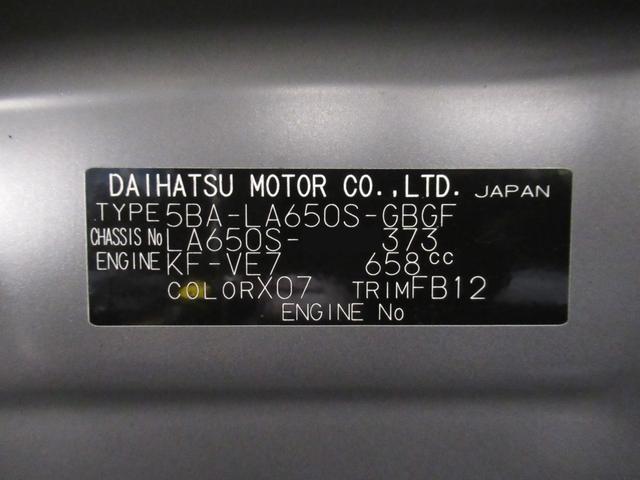 DAIHATSU MOTOR CO.,LTD. JAPAN
TYPE 5BA-LA650S-GBGF
CHASSIS No LA650S- 373
ENGINE KF-VE7 658cc
COLOR X07 TRIM FB12
ENGINE No